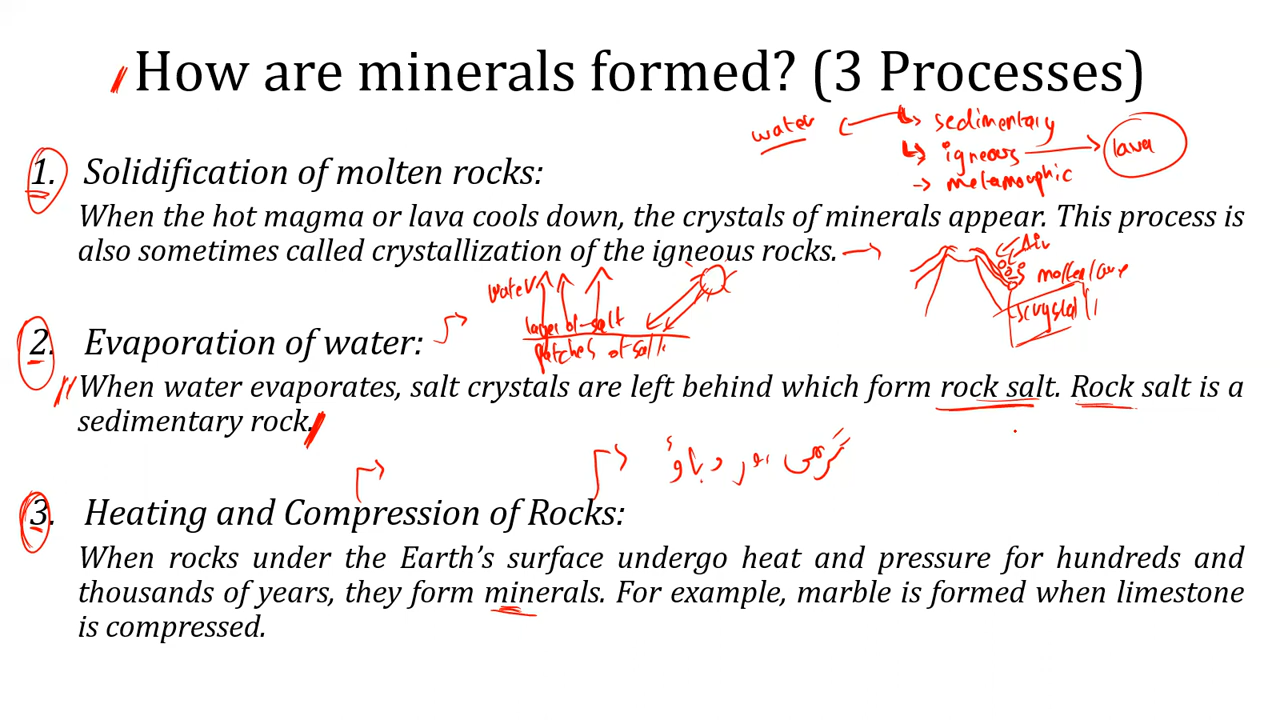 How are minerals formed? (3 Processes)
water
sedimentary
igneous
lava
metamorphic
1. Solidification of molten rocks:
When the hot magma or lava cools down, the crystals of minerals appear. This process is
also sometimes called crystallization of the igneous rocks.
Air
water
layer of salt
2. Evaporation of water:
patches of salt
When water evaporates, salt crystals are left behind which form rock salt. Rock salt is a
sedimentary rock.
گرمی اور دباؤ
3. Heating and Compression of Rocks:
When rocks under the Earth's surface undergo heat and pressure for hundreds and
thousands of years, they form minerals. For example, marble is formed when limestone
is compressed.